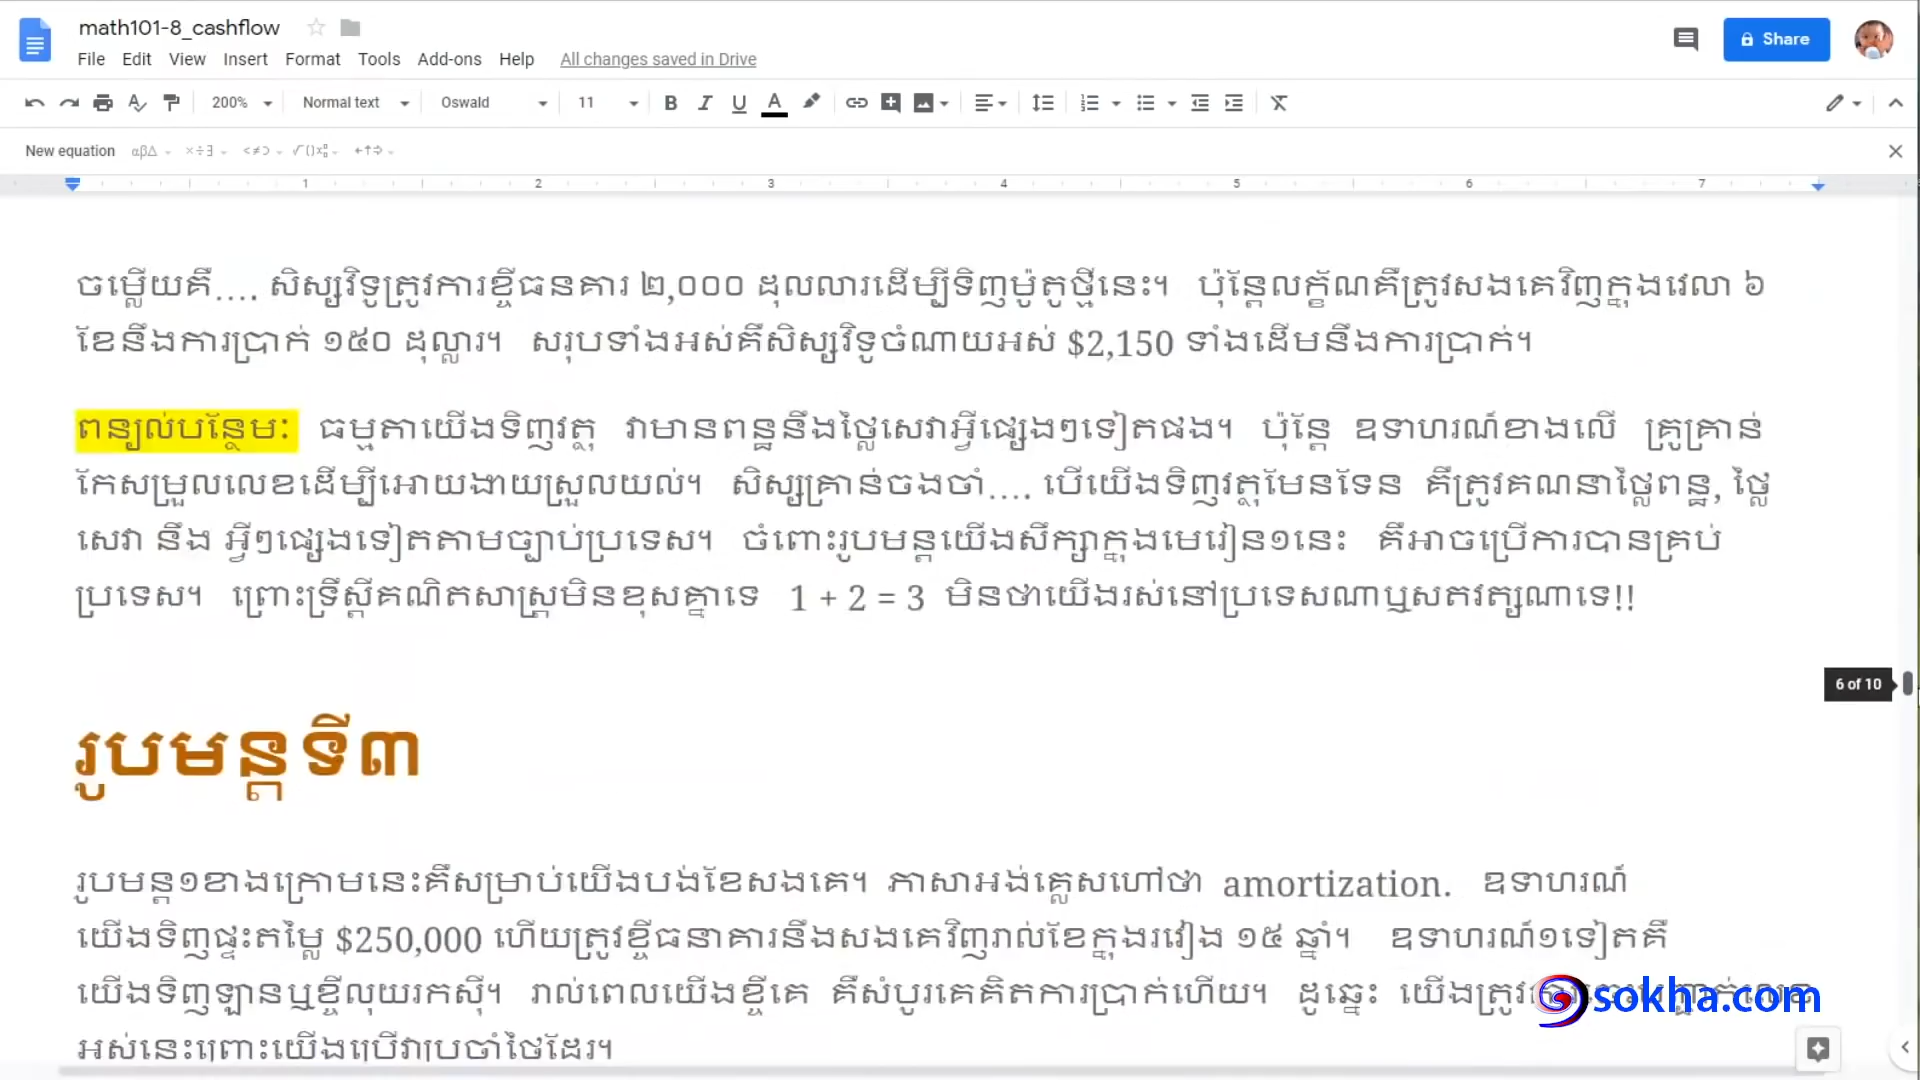 math101-8_cashflow
File Edit View Insert Format Tools Add-ons Help All changes saved in Drive
Share
200% Normal text Oswald 11
New equation
1 2 3 4 5 6 7
ចម្លើយគឺ.... សិស្សវិទូត្រូវការខ្ចីធនគារ ២,០០០ ដុលលារដើម្បីទិញម៉ូតូថ្មីនេះ។ ប៉ុន្តែលក្ខ័ណគឺត្រូវសងគេវិញក្នុងវេលា ៦
ខែនឹងការប្រាក់ ១៥០ ដុល្លារ។ សរុបទាំងអស់គឺសិស្សវិទូចំណាយអស់ $2,150 ទាំងដើមនឹងការប្រាក់។
ពន្យល់បន្ថែមៈ ធម្មតាយើងទិញវត្ថុ វាមានពន្ឋនឹងថ្លៃសេវាអ្វីផ្សេងៗទៀតផង។ ប៉ុន្តែ ឧទាហរណ៍ខាងលើ គ្រូគ្រាន់
កែសម្រួលលេខដើម្បីអោយងាយស្រួលយល់។ សិស្សគ្រាន់ចងចាំ.... បើយើងទិញវត្ថុមែនទែន គឺត្រូវគណនាថ្លៃពន្ឋ, ថ្លៃ
សេវា នឹង អ្វីៗផ្សេងទៀតតាមច្បាប់ប្រទេស។ ចំពោះរូបមន្តយើងសឹក្សាក្នុងមេរៀន១នេះ គឺអាចប្រើការបានគ្រប់
ប្រទេស។ ព្រោះទ្រឹស្តីគណិតសាស្ត្រមិនខុសគ្នាទេ 1 + 2 = 3 មិនថាយើងរស់នៅប្រទេសណាឬសតវត្សណាទេ!!
6 of 10
រូបមន្តទី៣
រូបមន្ត១ខាងក្រោមនេះគឺសម្រាប់យើងបង់ខែសងគេ។ ភាសាអង់គ្លេសហៅថា amortization. ឧទាហរណ៍
យើងទិញផ្ទះតម្លៃ $250,000 ហើយត្រូវខ្ចីធនាគារនឹងសងគេវិញរាល់ខែក្នុងរវៀង ១៥ ឆ្នាំ។ ឧទាហរណ៍១ទៀតគឺ
យើងទិញឡានឬខ្ចីលុយរកស៊ី។ រាល់ពេលយើងខ្ចីគេ គឺសំបូរគេគិតការប្រាក់ហើយ។ ដូឆ្នេះ យើងត្រូវ
sokha.com
អស់នេះព្រោះយើងប្រើវាប្រចាំថៃដែរ។